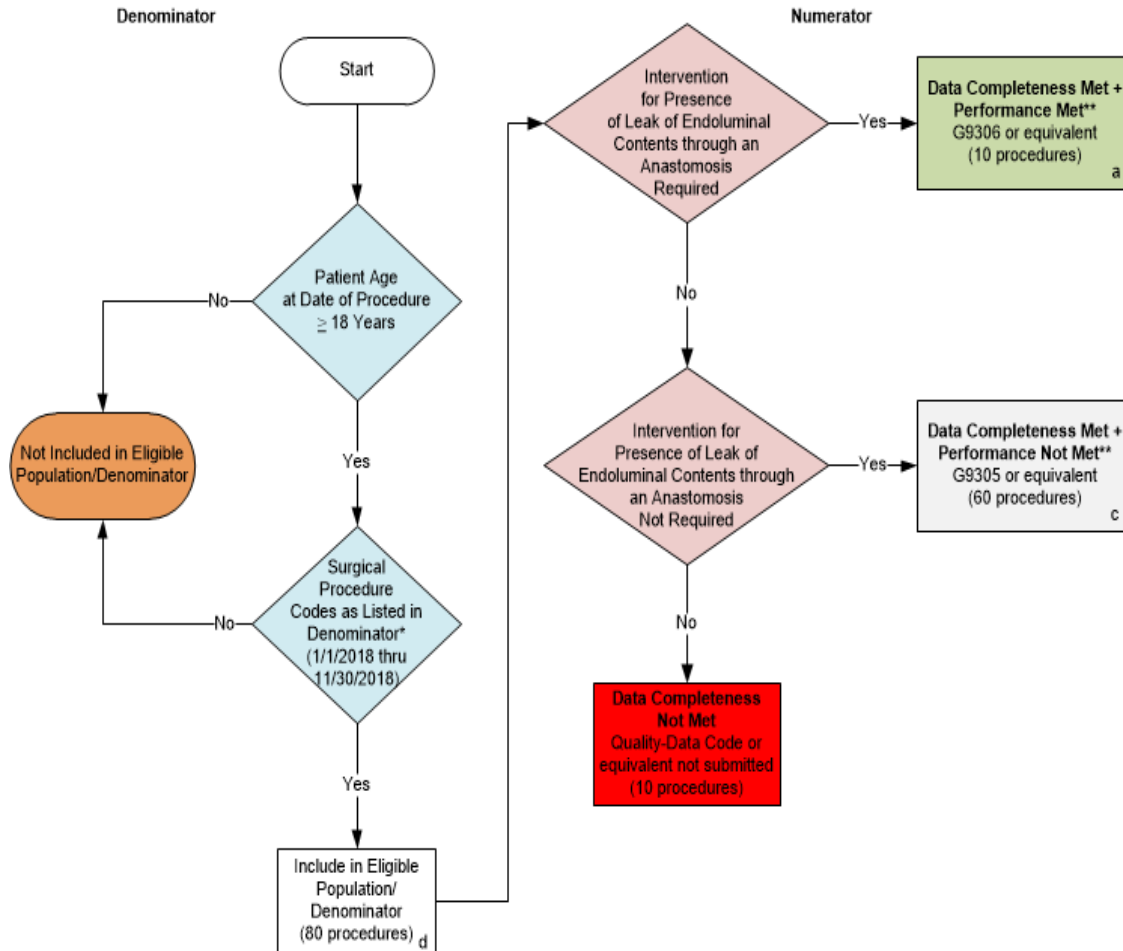 Denominator
Numerator
Start
Patient Age
at Date of Procedure
≥ 18 Years
No
Yes
Not Included in Eligible
Population/Denominator
Surgical
Procedure
Codes as Listed in
Denominator*
(1/1/2018 thru
11/30/2018)
No
Yes
Include in Eligible
Population/
Denominator
(80 procedures)
d
Intervention
for Presence
of Leak of Endoluminal
Contents through an
Anastomosis
Required
Yes
Data Completeness Met +
Performance Met**
G9306 or equivalent
(10 procedures)
a
No
Intervention for
Presence of Leak of
Endoluminal Contents through
an Anastomosis
Not Required
Yes
Data Completeness Met +
Performance Not Met**
G9305 or equivalent
(60 procedures)
c
No
Data Completeness
Not Met
Quality-Data Code or
equivalent not submitted
(10 procedures)